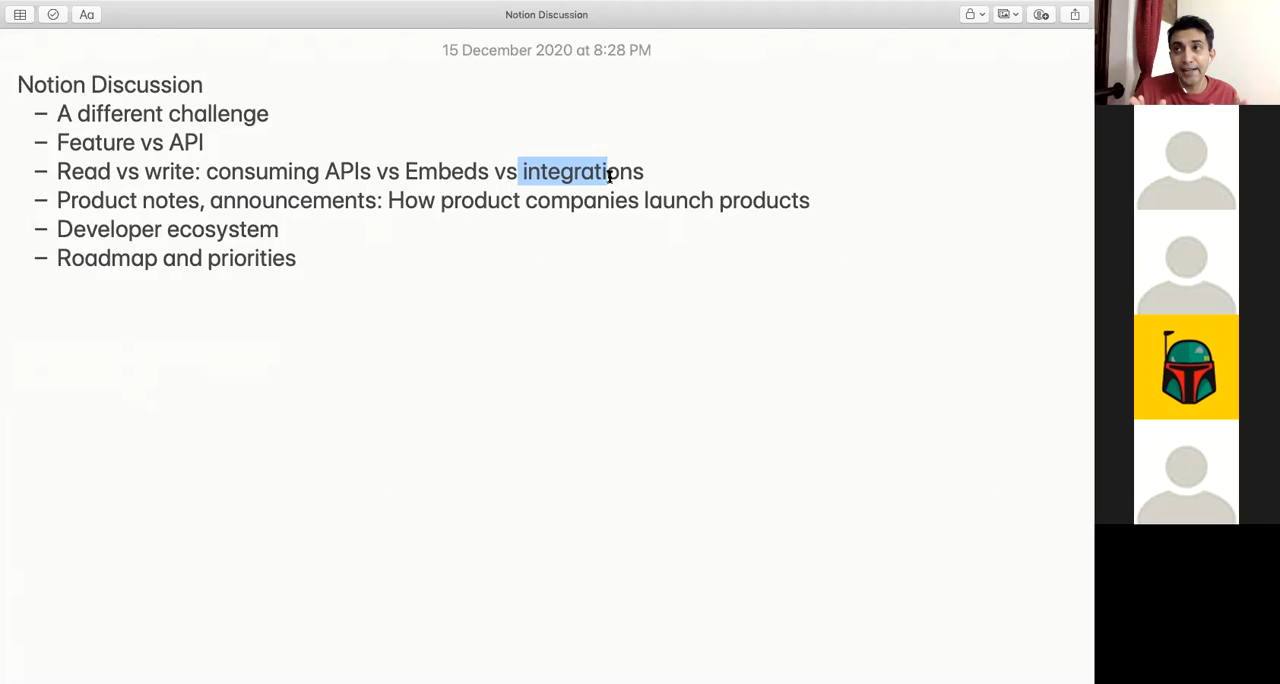 Aa
Notion Discussion
15 December 2020 at 8:28 PM
Notion Discussion
– A different challenge
– Feature vs API
– Read vs write: consuming APIs vs Embeds vs integrations
– Product notes, announcements: How product companies launch products
– Developer ecosystem
– Roadmap and priorities